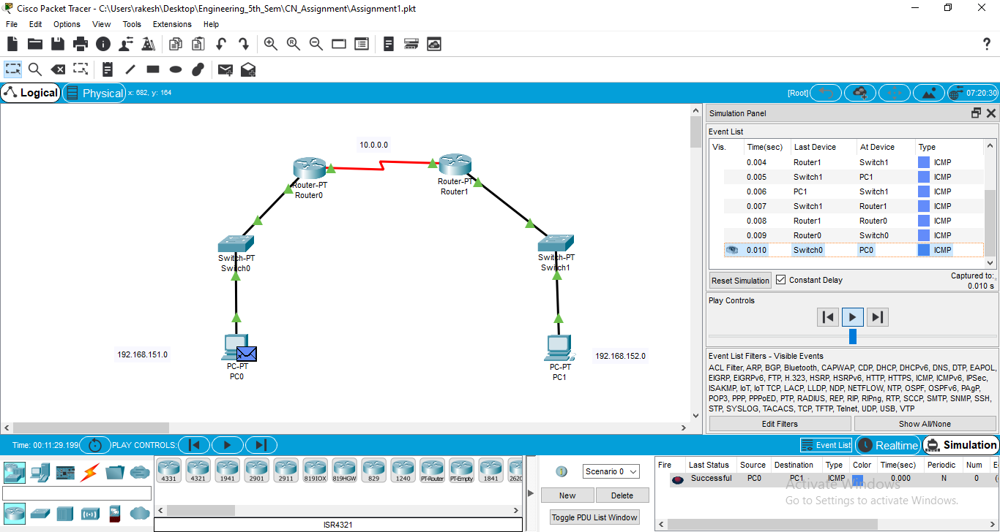 Cisco Packet Tracer - C:\Users\rakesh\Desktop\Engineering_5th_Sem\CN_Assignment\Assignment1.pkt
File Edit Options View Tools Extensions Help
?
Logical Physical x: 682, y: 164 [Root] 07:20:30
10.0.0.0
Router-PT
Router0
Router-PT
Router1
Switch-PT
Switch0
Switch-PT
Switch1
192.168.151.0
PC-PT
PC0
192.168.152.0
PC-PT
PC1
Simulation Panel
Event List
Vis. Time(sec) Last Device At Device Type
0.004 Router1 Switch1 ICMP
0.005 Switch1 PC1 ICMP
0.006 PC1 Switch1 ICMP
0.007 Switch1 Router1 ICMP
0.008 Router1 Router0 ICMP
0.009 Router0 Switch0 ICMP
0.010 Switch0 PC0 ICMP
Reset Simulation Constant Delay Captured to:
0.010 s
Play Controls
Event List Filters - Visible Events
ACL Filter, ARP, BGP, Bluetooth, CAPWAP, CDP, DHCP, DHCPv6, DNS, DTP, EAPOL,
EIGRP, EIGRPv6, FTP, H.323, HSRP, HSRPv6, HTTP, HTTPS, ICMP, ICMPv6, IPSec,
ISAKMP, IoT, IoT TCP, LACP, LLDP, NDP, NETFLOW, NTP, OSPF, OSPFv6, PAgP,
POP3, PPP, PPPoED, PTP, RADIUS, REP, RIP, RIPng, RTP, SCCP, SMTP, SNMP, SSH,
STP, SYSLOG, TACACS, TCP, TFTP, Telnet, UDP, USB, VTP
Edit Filters Show All/None
Time: 00:11:29.199 PLAY CONTROLS: Event List Realtime Simulation
4331 4321 1941 2901 2911 819IOX 819HGW 829 1240 PT-Router PT-Empty 1841 2620
ISR4321
Scenario 0
New Delete
Toggle PDU List Window
Fire Last Status Source Destination Type Color Time(sec) Periodic Num E
Successful PC0 PC1 ICMP 0.000 N 0 (
Activate Windows
Go to Settings to activate Windows.